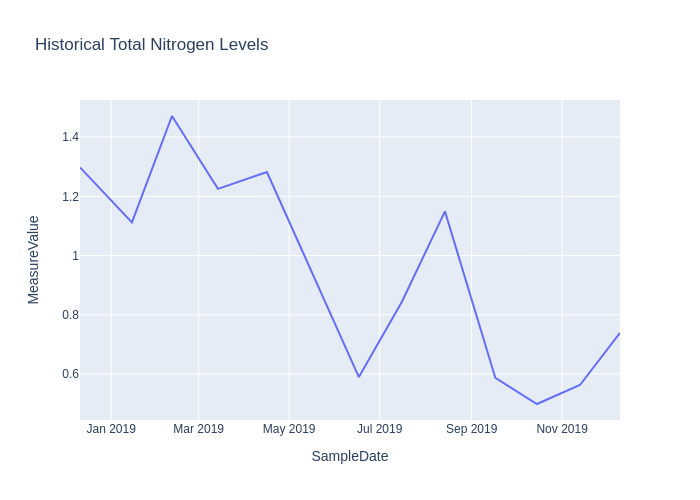 Historical Total Nitrogen Levels
MeasureValue
1.4
1.2
1
0.8
0.6
Jan 2019
Mar 2019
May 2019
Jul 2019
Sep 2019
Nov 2019
SampleDate